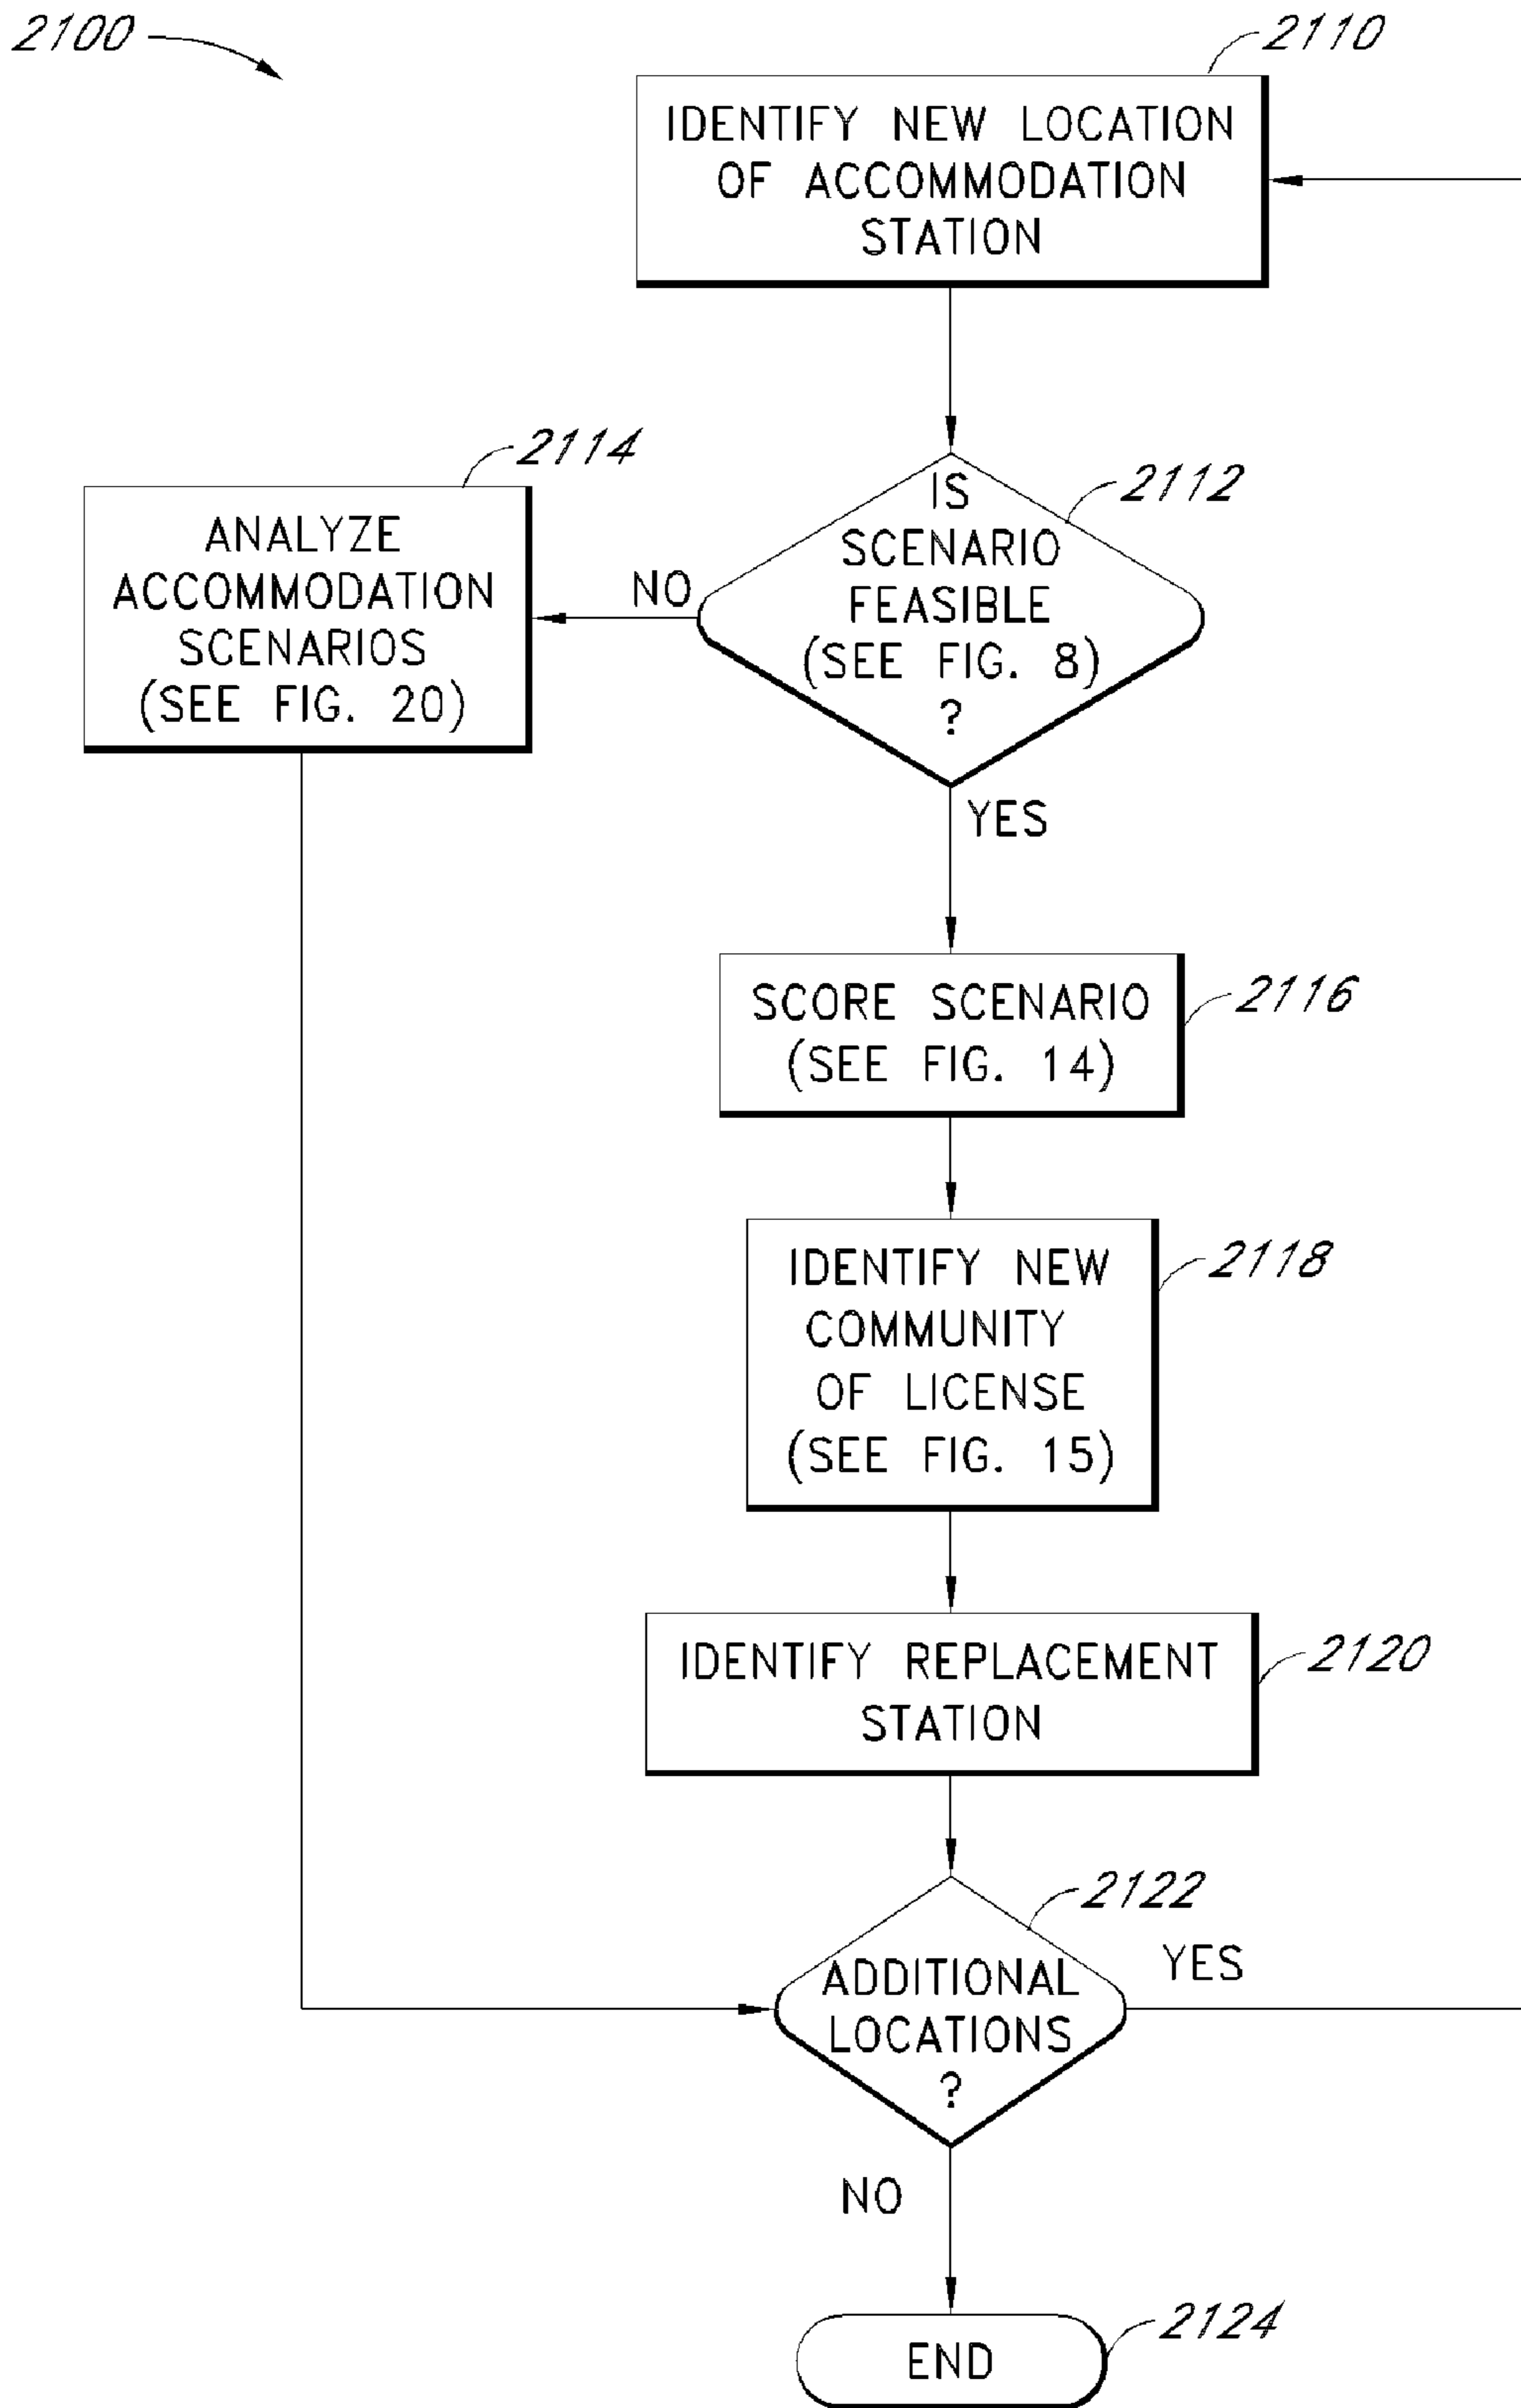 2100
2110
IDENTIFY NEW LOCATION
OF ACCOMMODATION
STATION
2114
ANALYZE
ACCOMMODATION
SCENARIOS
(SEE FIG. 20)
NO
2112
IS
SCENARIO
FEASIBLE
(SEE FIG. 8)
?
YES
2116
SCORE SCENARIO
(SEE FIG. 14)
2118
IDENTIFY NEW
COMMUNITY
OF LICENSE
(SEE FIG. 15)
2120
IDENTIFY REPLACEMENT
STATION
2122
ADDITIONAL
LOCATIONS
?
YES
NO
2124
END